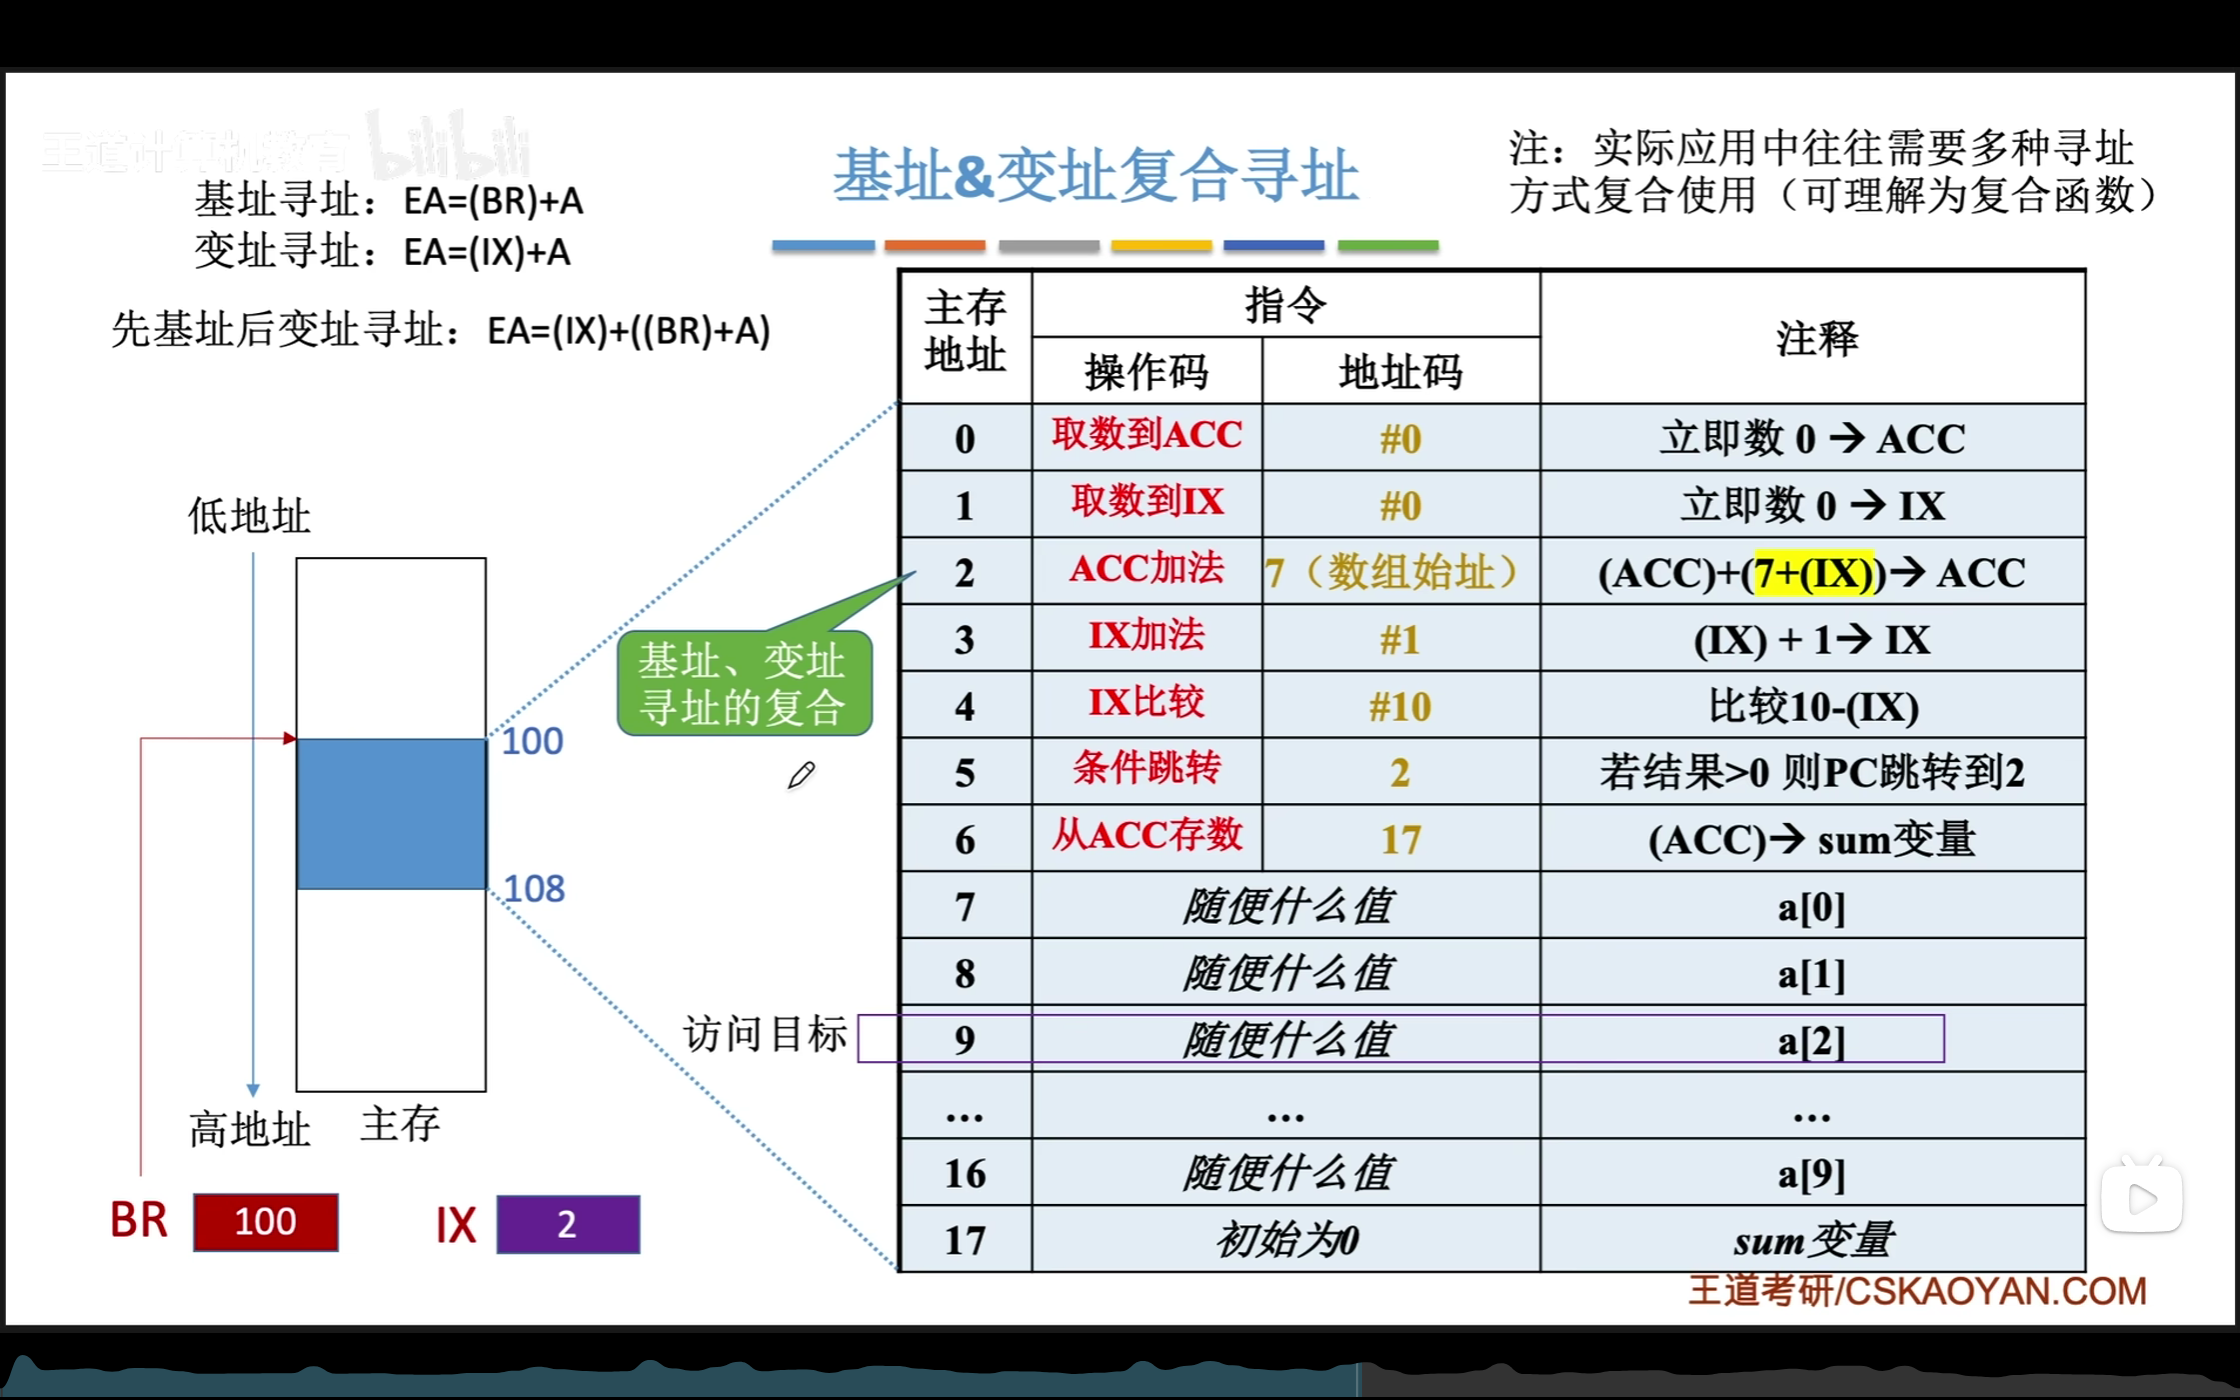 王道计算机教育 bilibili
基址寻址：EA=(BR)+A
变址寻址：EA=(IX)+A
先基址后变址寻址：EA=(IX)+((BR)+A)
基址&变址复合寻址
注：实际应用中往往需要多种寻址
方式复合使用（可理解为复合函数）
低地址
100
108
高地址
主存
BR 100 IX 2
基址、变址
寻址的复合
访问目标
主存地址 指令 注释
操作码 地址码
0 取数到ACC #0 立即数 0 → ACC
1 取数到IX #0 立即数 0 → IX
2 ACC加法 7（数组始址） (ACC)+(7+(IX))→ ACC
3 IX加法 #1 (IX) + 1→ IX
4 IX比较 #10 比较10-(IX)
5 条件跳转 2 若结果>0 则PC跳转到2
6 从ACC存数 17 (ACC)→ sum变量
7 随便什么值 a[0]
8 随便什么值 a[1]
9 随便什么值 a[2]
... ... ...
16 随便什么值 a[9]
17 初始为0 sum变量
王道考研/CSKAOYAN.COM